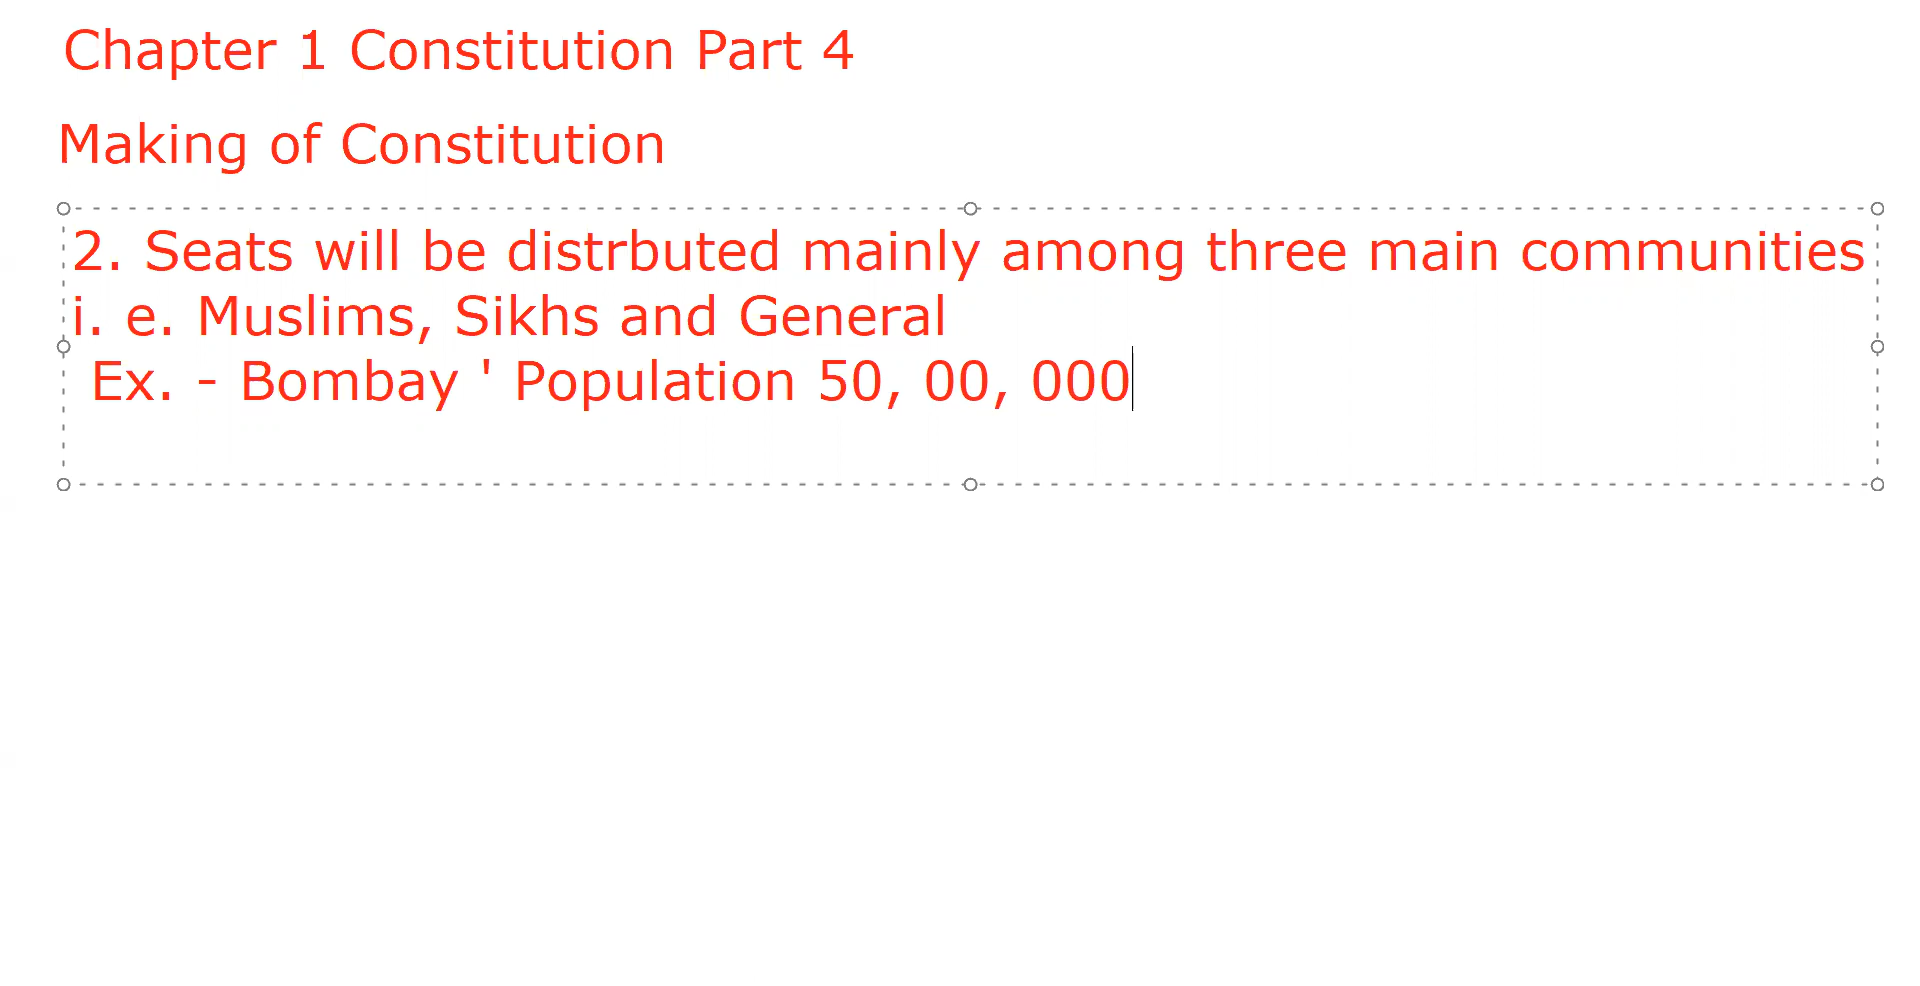 Chapter 1 Constitution Part 4
Making of Constitution
2. Seats will be distrbuted mainly among three main communities
i. e. Muslims, Sikhs and General
Ex. - Bombay ' Population 50, 00, 000